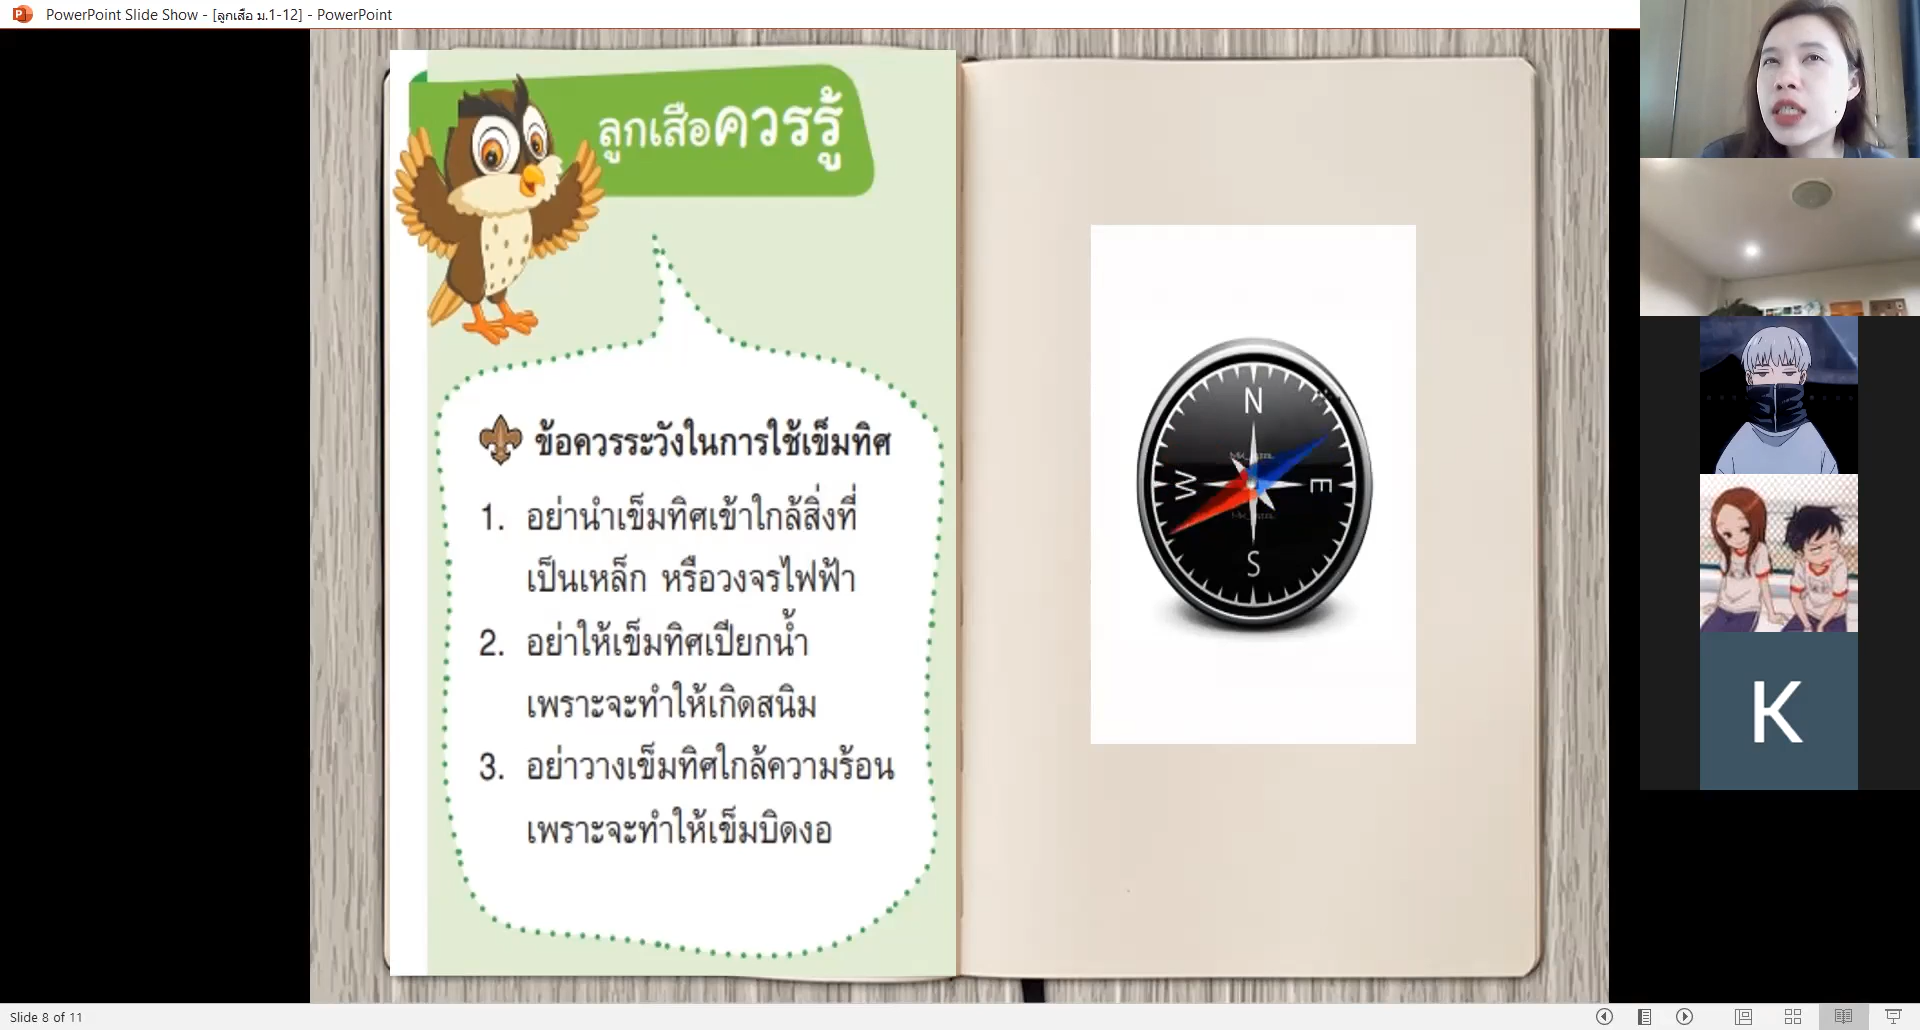 PowerPoint Slide Show - [ลูกเสือ ม.1-12] - PowerPoint
ลูกเสือควรรู้
ข้อควรระวังในการใช้เข็มทิศ
1. อย่านำเข็มทิศเข้าใกล้สิ่งที่
เป็นเหล็ก หรือวงจรไฟฟ้า
2. อย่าให้เข็มทิศเปียกน้ำ
เพราะจะทำให้เกิดสนิม
3. อย่าวางเข็มทิศใกล้ความร้อน
เพราะจะทำให้เข็มบิดงอ
N
W
E
S
K
Slide 8 of 11